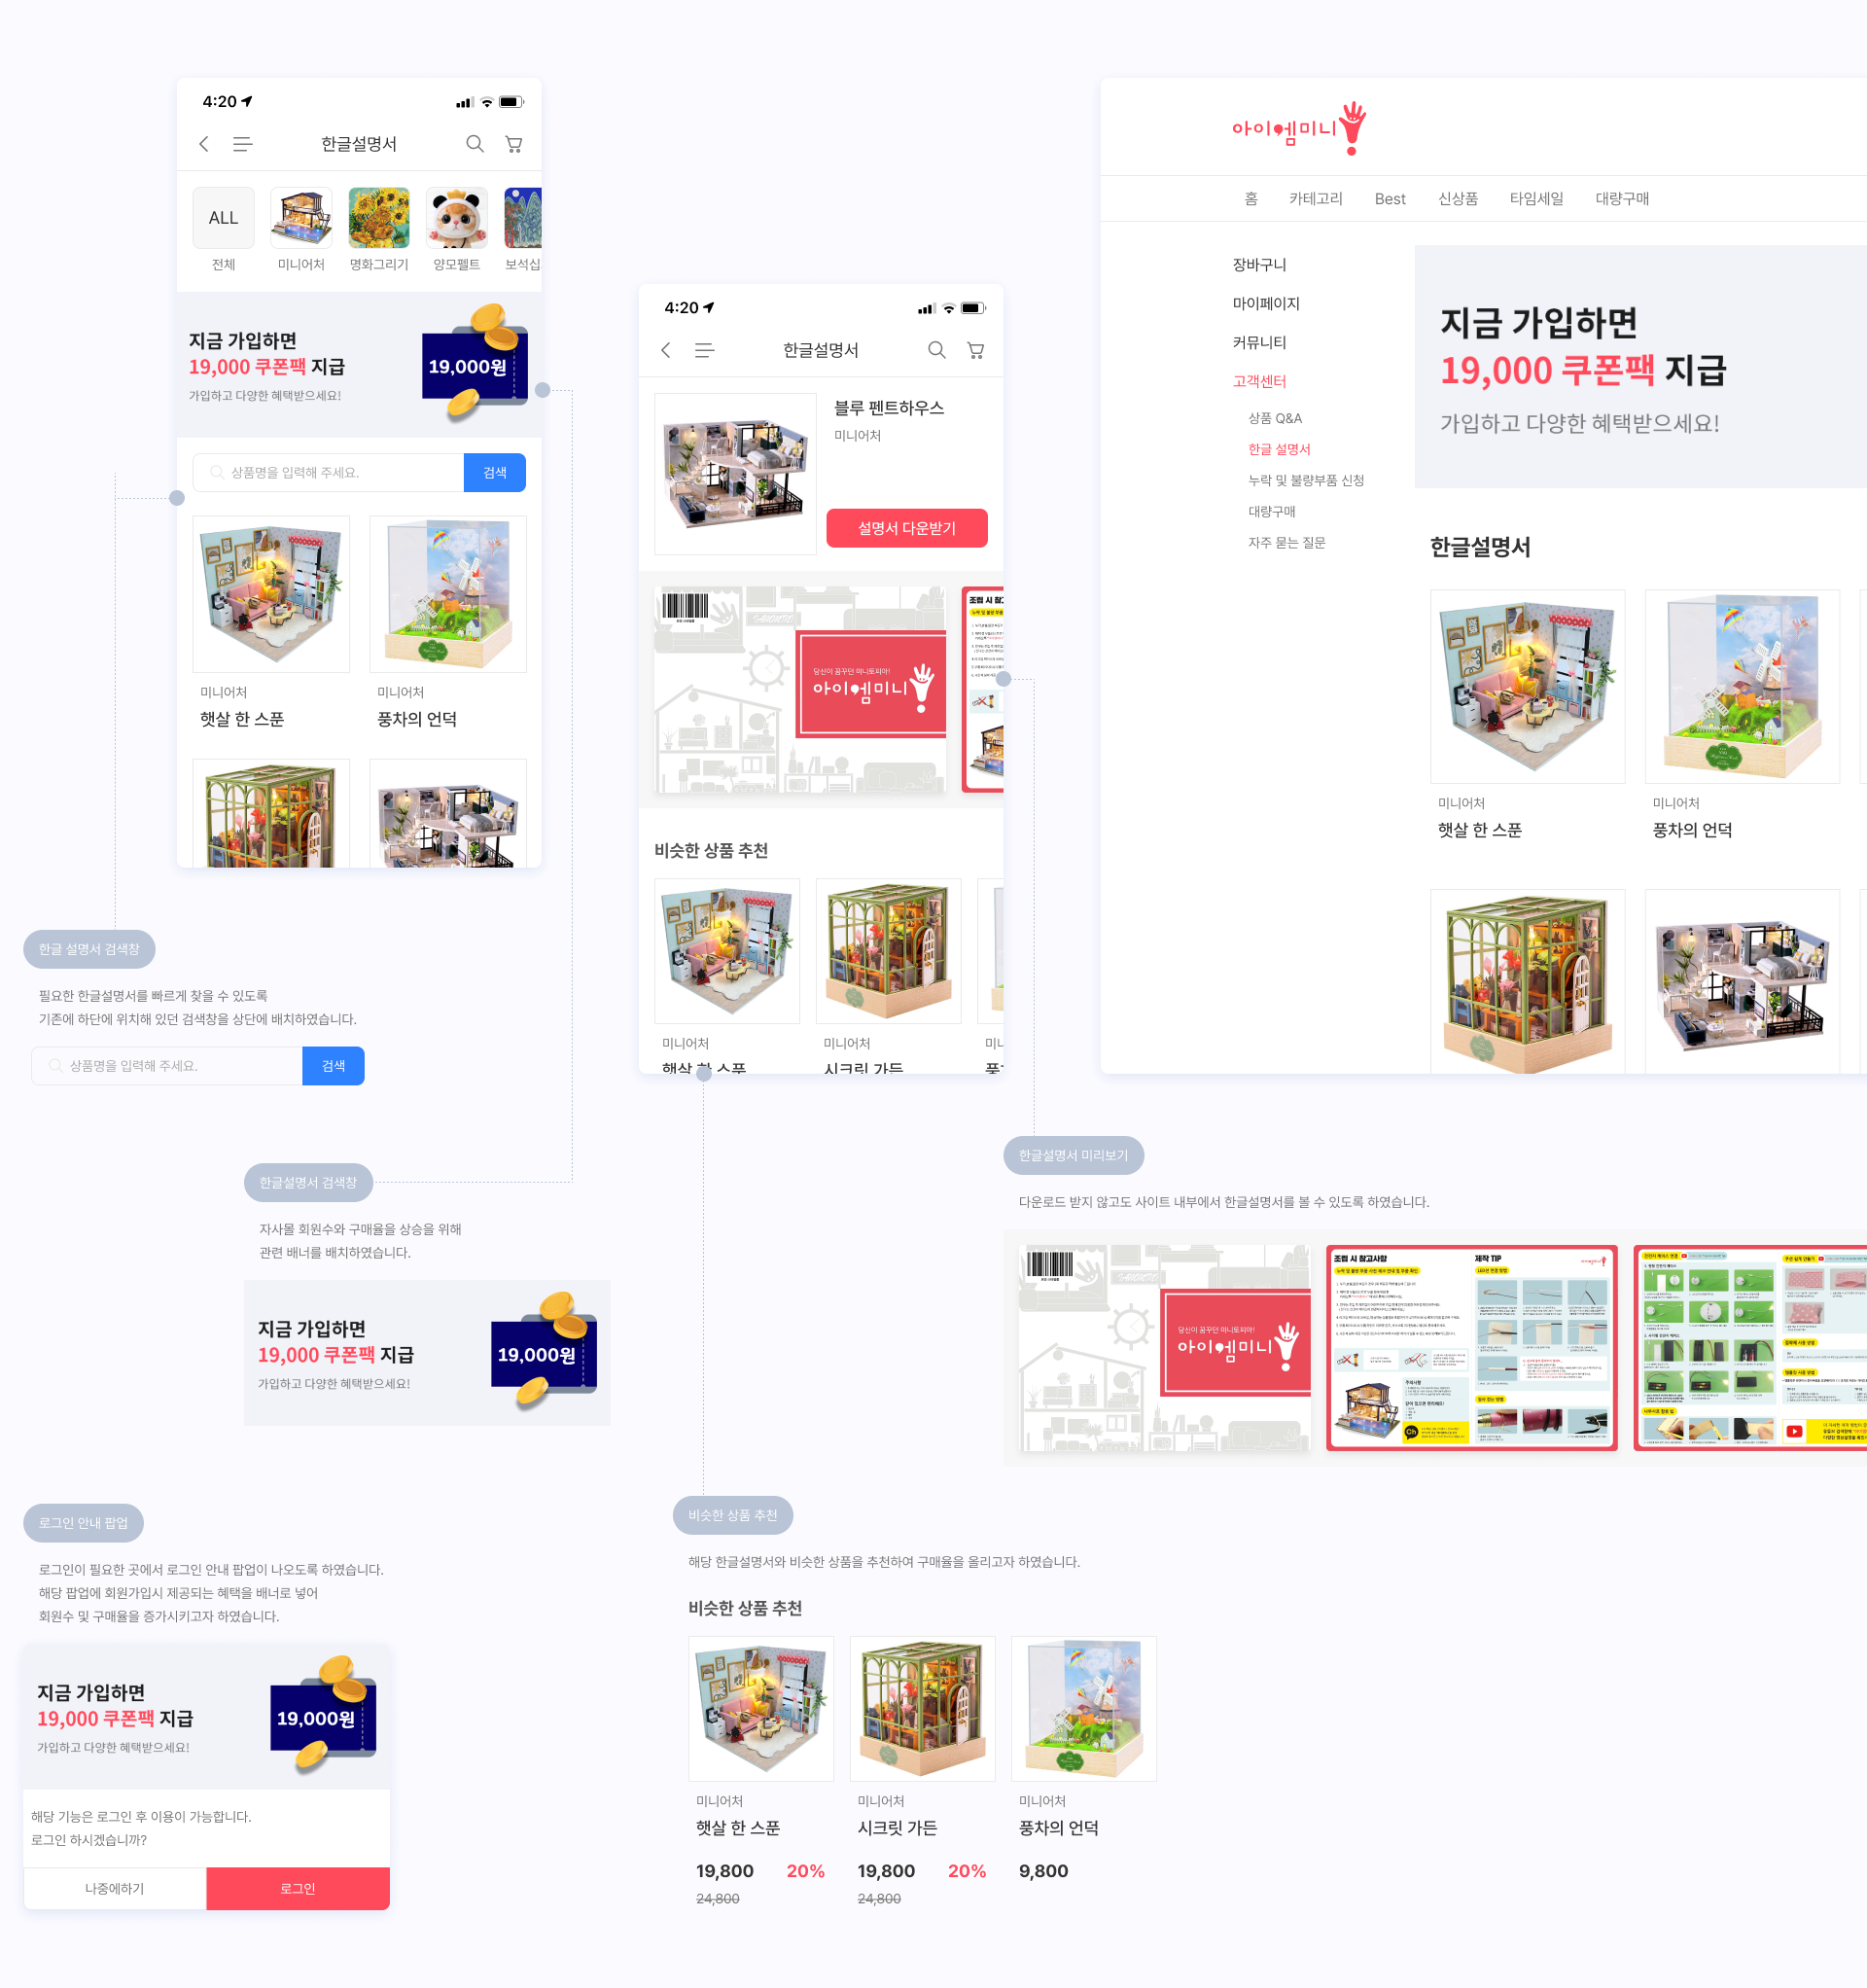 4:20
한글설명서
ALL
전체
미니어처
명화그리기
양모펠트
보석십
지금 가입하면
19,000 쿠폰팩 지급
가입하고 다양한 혜택받으세요!
19,000원
상품명을 입력해 주세요.
검색
미니어처
햇살 한 스푼
미니어처
풍차의 언덕
한글 설명서 검색창
필요한 한글설명서를 빠르게 찾을 수 있도록
기존에 하단에 위치해 있던 검색창을 상단에 배치하였습니다.
상품명을 입력해 주세요.
검색
한글설명서 검색창
자사몰 회원수와 구매율을 상승을 위해
관련 배너를 배치하였습니다.
지금 가입하면
19,000 쿠폰팩 지급
가입하고 다양한 혜택받으세요!
19,000원
로그인 안내 팝업
로그인이 필요한 곳에서 로그인 안내 팝업이 나오도록 하였습니다.
해당 팝업에 회원가입시 제공되는 혜택을 배너로 넣어
회원수 및 구매율을 증가시키고자 하였습니다.
지금 가입하면
19,000 쿠폰팩 지급
가입하고 다양한 혜택받으세요!
19,000원
해당 기능은 로그인 후 이용이 가능합니다.
로그인 하시겠습니까?
나중에하기
로그인
4:20
한글설명서
블루 펜트하우스
미니어처
설명서 다운받기
당신이 꿈꾸던 미니토피아!
아이엠미니
조립 시 참고
비슷한 상품 추천
미니어처
햇살 한 스푼
미니어처
시크릿 가든
미니
풍차
비슷한 상품 추천
해당 한글설명서와 비슷한 상품을 추천하여 구매율을 올리고자 하였습니다.
비슷한 상품 추천
미니어처
햇살 한 스푼
19,800 20%
24,800
미니어처
시크릿 가든
19,800 20%
24,800
미니어처
풍차의 언덕
9,800
아이엠미니
홈
카테고리
Best
신상품
타임세일
대량구매
장바구니
마이페이지
커뮤니티
고객센터
상품 Q&A
한글 설명서
누락 및 불량부품 신청
대량구매
자주 묻는 질문
지금 가입하면
19,000 쿠폰팩 지급
가입하고 다양한 혜택받으세요!
한글설명서
미니어처
햇살 한 스푼
미니어처
풍차의 언덕
한글설명서 미리보기
다운로드 받지 않고도 사이트 내부에서 한글설명서를 볼 수 있도록 하였습니다.
당신이 꿈꾸던 미니토피아!
아이엠미니
조립 시 참고사항
제작 TIP
주의사항
Ch